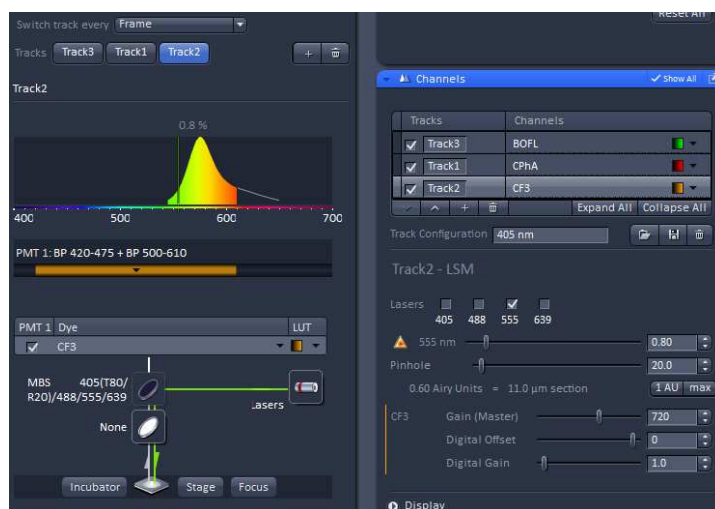 Switch track every Frame
Tracks Track3 Track1 Track2
Track2
0.8 %
400 500 600 700
PMT 1: BP 420-475 + BP 500-610
PMT 1 Dye LUT
CF3
MBS 405(T80/
R20)/488/555/639
.asers
None
Incubator Stage Focus
Reset All
Channels Show All
Tracks Channels
Track3 BOFL
Track1 CPhA
Track2 CF3
Expand All Collapse All
Track Configuration 405 nm
Track2 - LSM
Lasers
405 488 555 639
555 nm 0.80
Pinhole 20.0
0.60 Airy Units = 11.0 µm section 1 AU max
CF3 Gain (Master) 720
Digital Offset 0
Digital Gain 1.0
Display